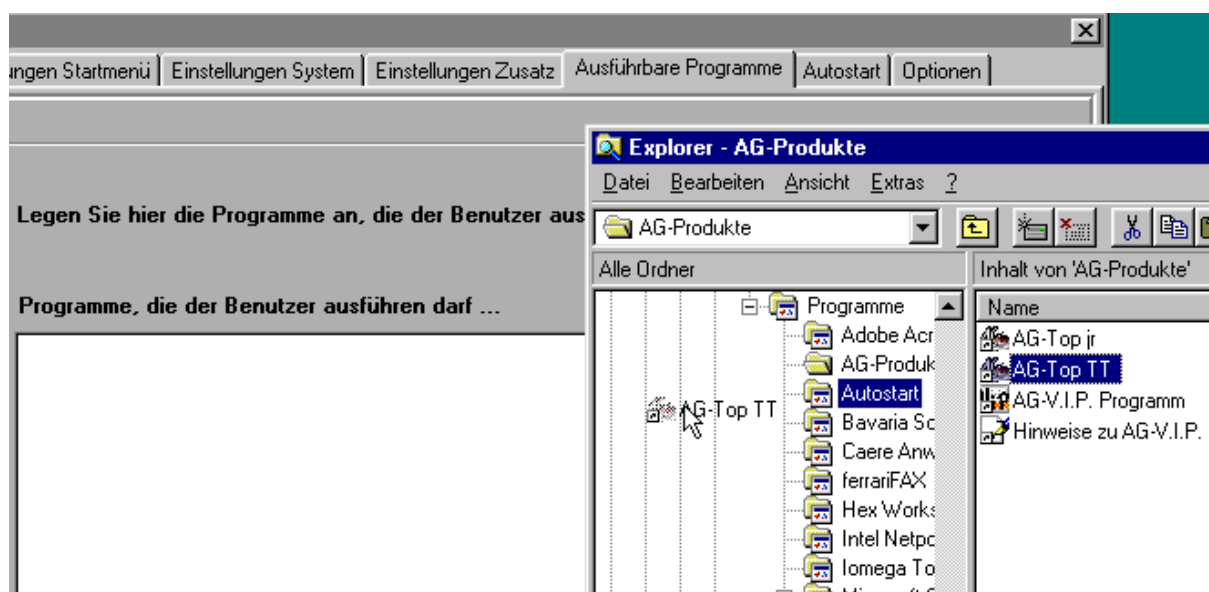 ungen Startmenü Einstellungen System Einstellungen Zusatz Ausführbare Programme Autostart Optionen
Legen Sie hier die Programme an, die der Benutzer aus
Programme, die der Benutzer ausführen darf ...
Explorer - AG-Produkte
Datei Bearbeiten Ansicht Extras ?
AG-Produkte
Alle Ordner
Programme
Adobe Acr
AG-Produk
Autostart
Bavaria Sc
Caere Anw
ferrariFAX
Hex Works
Intel Netpo
Iomega To
AG-Top TT
Inhalt von 'AG-Produkte'
Name
AG-Top jr
AG-Top TT
AG-V.I.P. Programm
Hinweise zu AG-V.I.P.